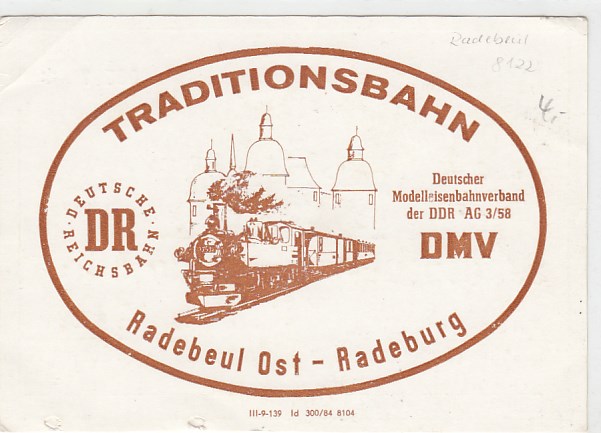 Radebeul
8122
4,-
TRADITIONSBAHN
DEUTSCHE
REICHSBAHN
DR
Deutscher
Modelleisenbahnverband
der DDR AG 3/58
DMV
Radebeul Ost - Radeburg
III-9-139 Id 300/84 8104